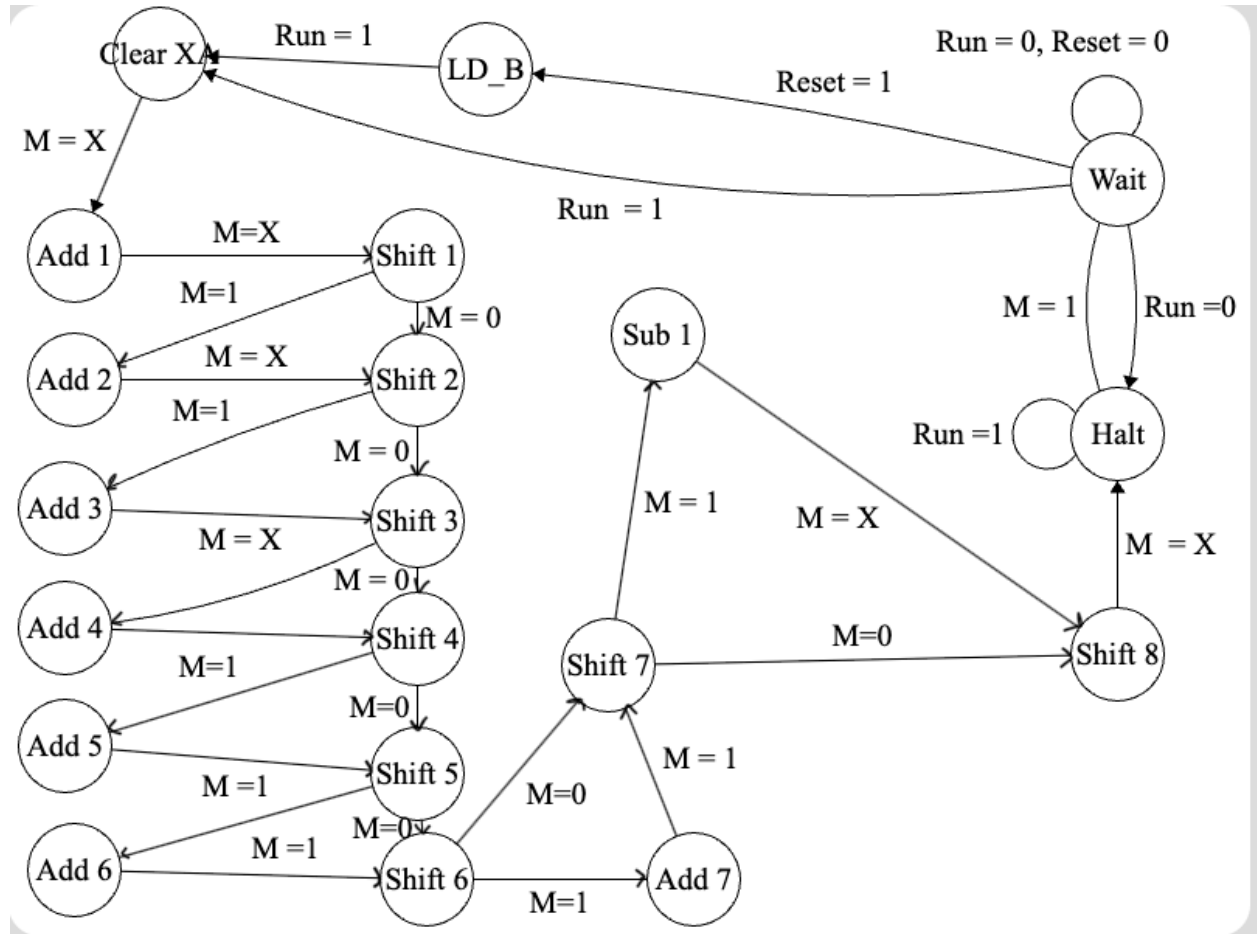 Run = 1
Run = 0, Reset = 0
Clear XA
LD_B
Reset = 1
M = X
Wait
Run  = 1
Add 1
M=X
Shift 1
M=1
M = 0
M = 1
Run =0
Sub 1
Add 2
M = X
Shift 2
M=1
M = 0
Run =1
Halt
Add 3
M = X
Shift 3
M = 1
M = X
M = 0
M  = X
Add 4
Shift 4
M=1
M=0
Shift 7
Shift 8
M=0
Add 5
M =1
Shift 5
M = 1
M=0
M=0
Add 6
M =1
Shift 6
M=1
Add 7